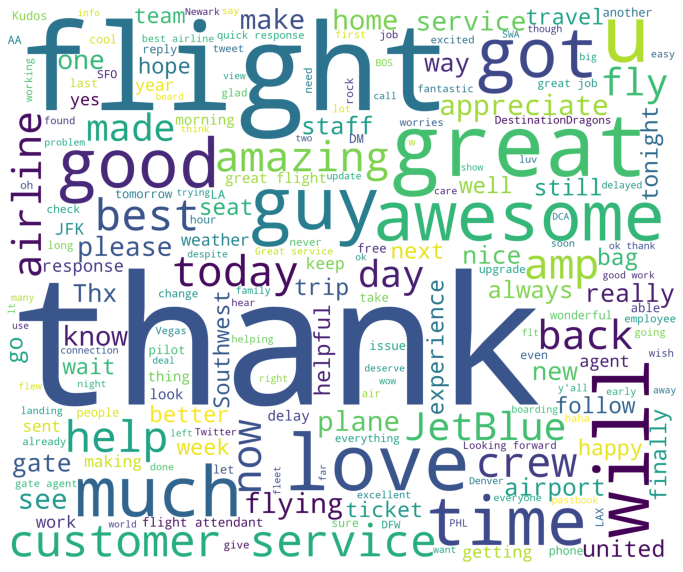 Kudos
info
Newark
say
another
AA
cool
team
best airline
quick response
make
home
service
travel
first
job
SWA
though
one
reply
tweet
excited
BOS
big
easy
working
SFO
hope
view
glad
need
way
call
fly
great job
last
year
lot
rock
fantastic
flight
got
u
yes
appreciate
found
board
morning
staff
two
worries
DestinationDragons
made
think
DM
w
tonight
problem
good
amazing
great
airline
oh
great flight
update
well
show
luv
still
delayed
tomorrow
trying
LA
seat
guy
awesome
care
DCA
check
best
hour
JFK
please
weather
never
free
next
nice
soon
bag
ok thank
long
despite
Great service
ok
keep
upgrade
good work
response
today
day
amp
always
really
many
lt
Thx
change
family
trip
take
wonderful
able
employee
use
go
know
Vegas
hear
Southwest
helpful
issue
experience
flt
going
back
connection
pilot
helping
deserve
even
agent
wish
wait
thing
deal
right
wow
new
y'all
early
away
flew
night
look
air
thank
boarding
follow
landing
people
better
delay
plane
JetBlue
haha
will
sent
already
left
Twitter
everything
help
now
love
Looking forward
happy
finally
week
crew
gate
making
let
airport
gate agent
done
fleet
far
excellent
Denver
everyone
passbook
see
much
flying
ticket
time
LAX
work
world
flight attendant
sure
DFW
PHL
united
customer service
give
want
getting
phone